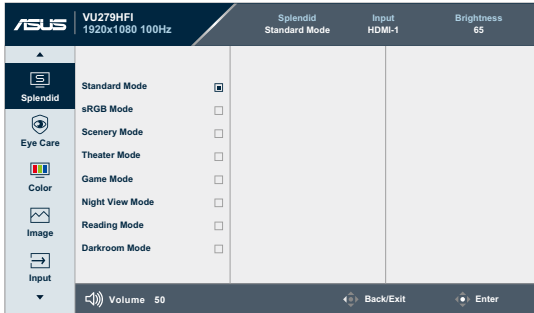 ASUS
VU279HFI
1920x1080 100Hz
Splendid
Standard Mode
Input
HDMI-1
Brightness
65
Splendid
Eye Care
Color
Image
Input
Standard Mode
sRGB Mode
Scenery Mode
Theater Mode
Game Mode
Night View Mode
Reading Mode
Darkroom Mode
Volume 50
Back/Exit
Enter